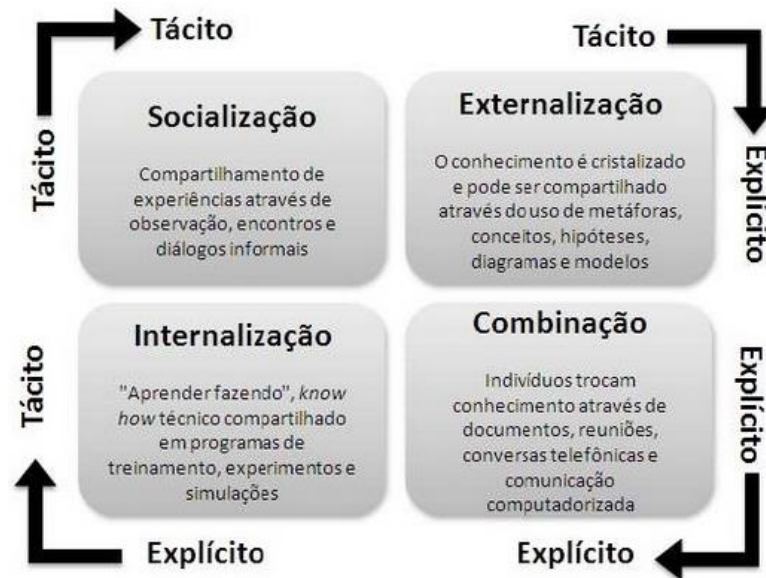 Tácito
Tácito
Tácito
Explícito
Socialização
Compartilhamento de
experiências através de
observação, encontros e
diálogos informais
Externalização
O conhecimento é cristalizado
e pode ser compartilhado
através do uso de metáforas,
conceitos, hipóteses,
diagramas e modelos
Internalização
"Aprender fazendo", know
how técnico compartilhado
em programas de
treinamento, experimentos e
simulações
Combinação
Indivíduos trocam
conhecimento através de
documentos, reuniões,
conversas telefônicas e
comunicação
computadorizada
Tácito
Explícito
Explícito
Explícito